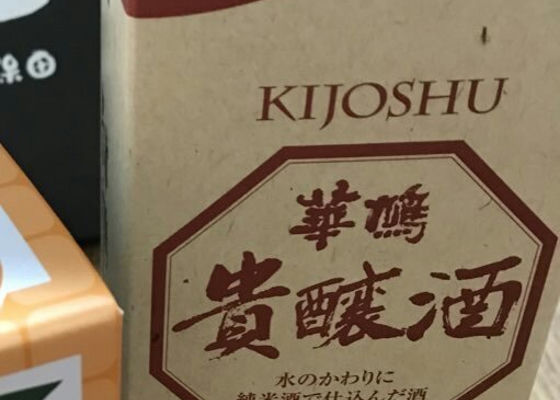 KIJOSHU
華鳩
貴醸酒
水のかわりに
純米酒で仕込んだ酒